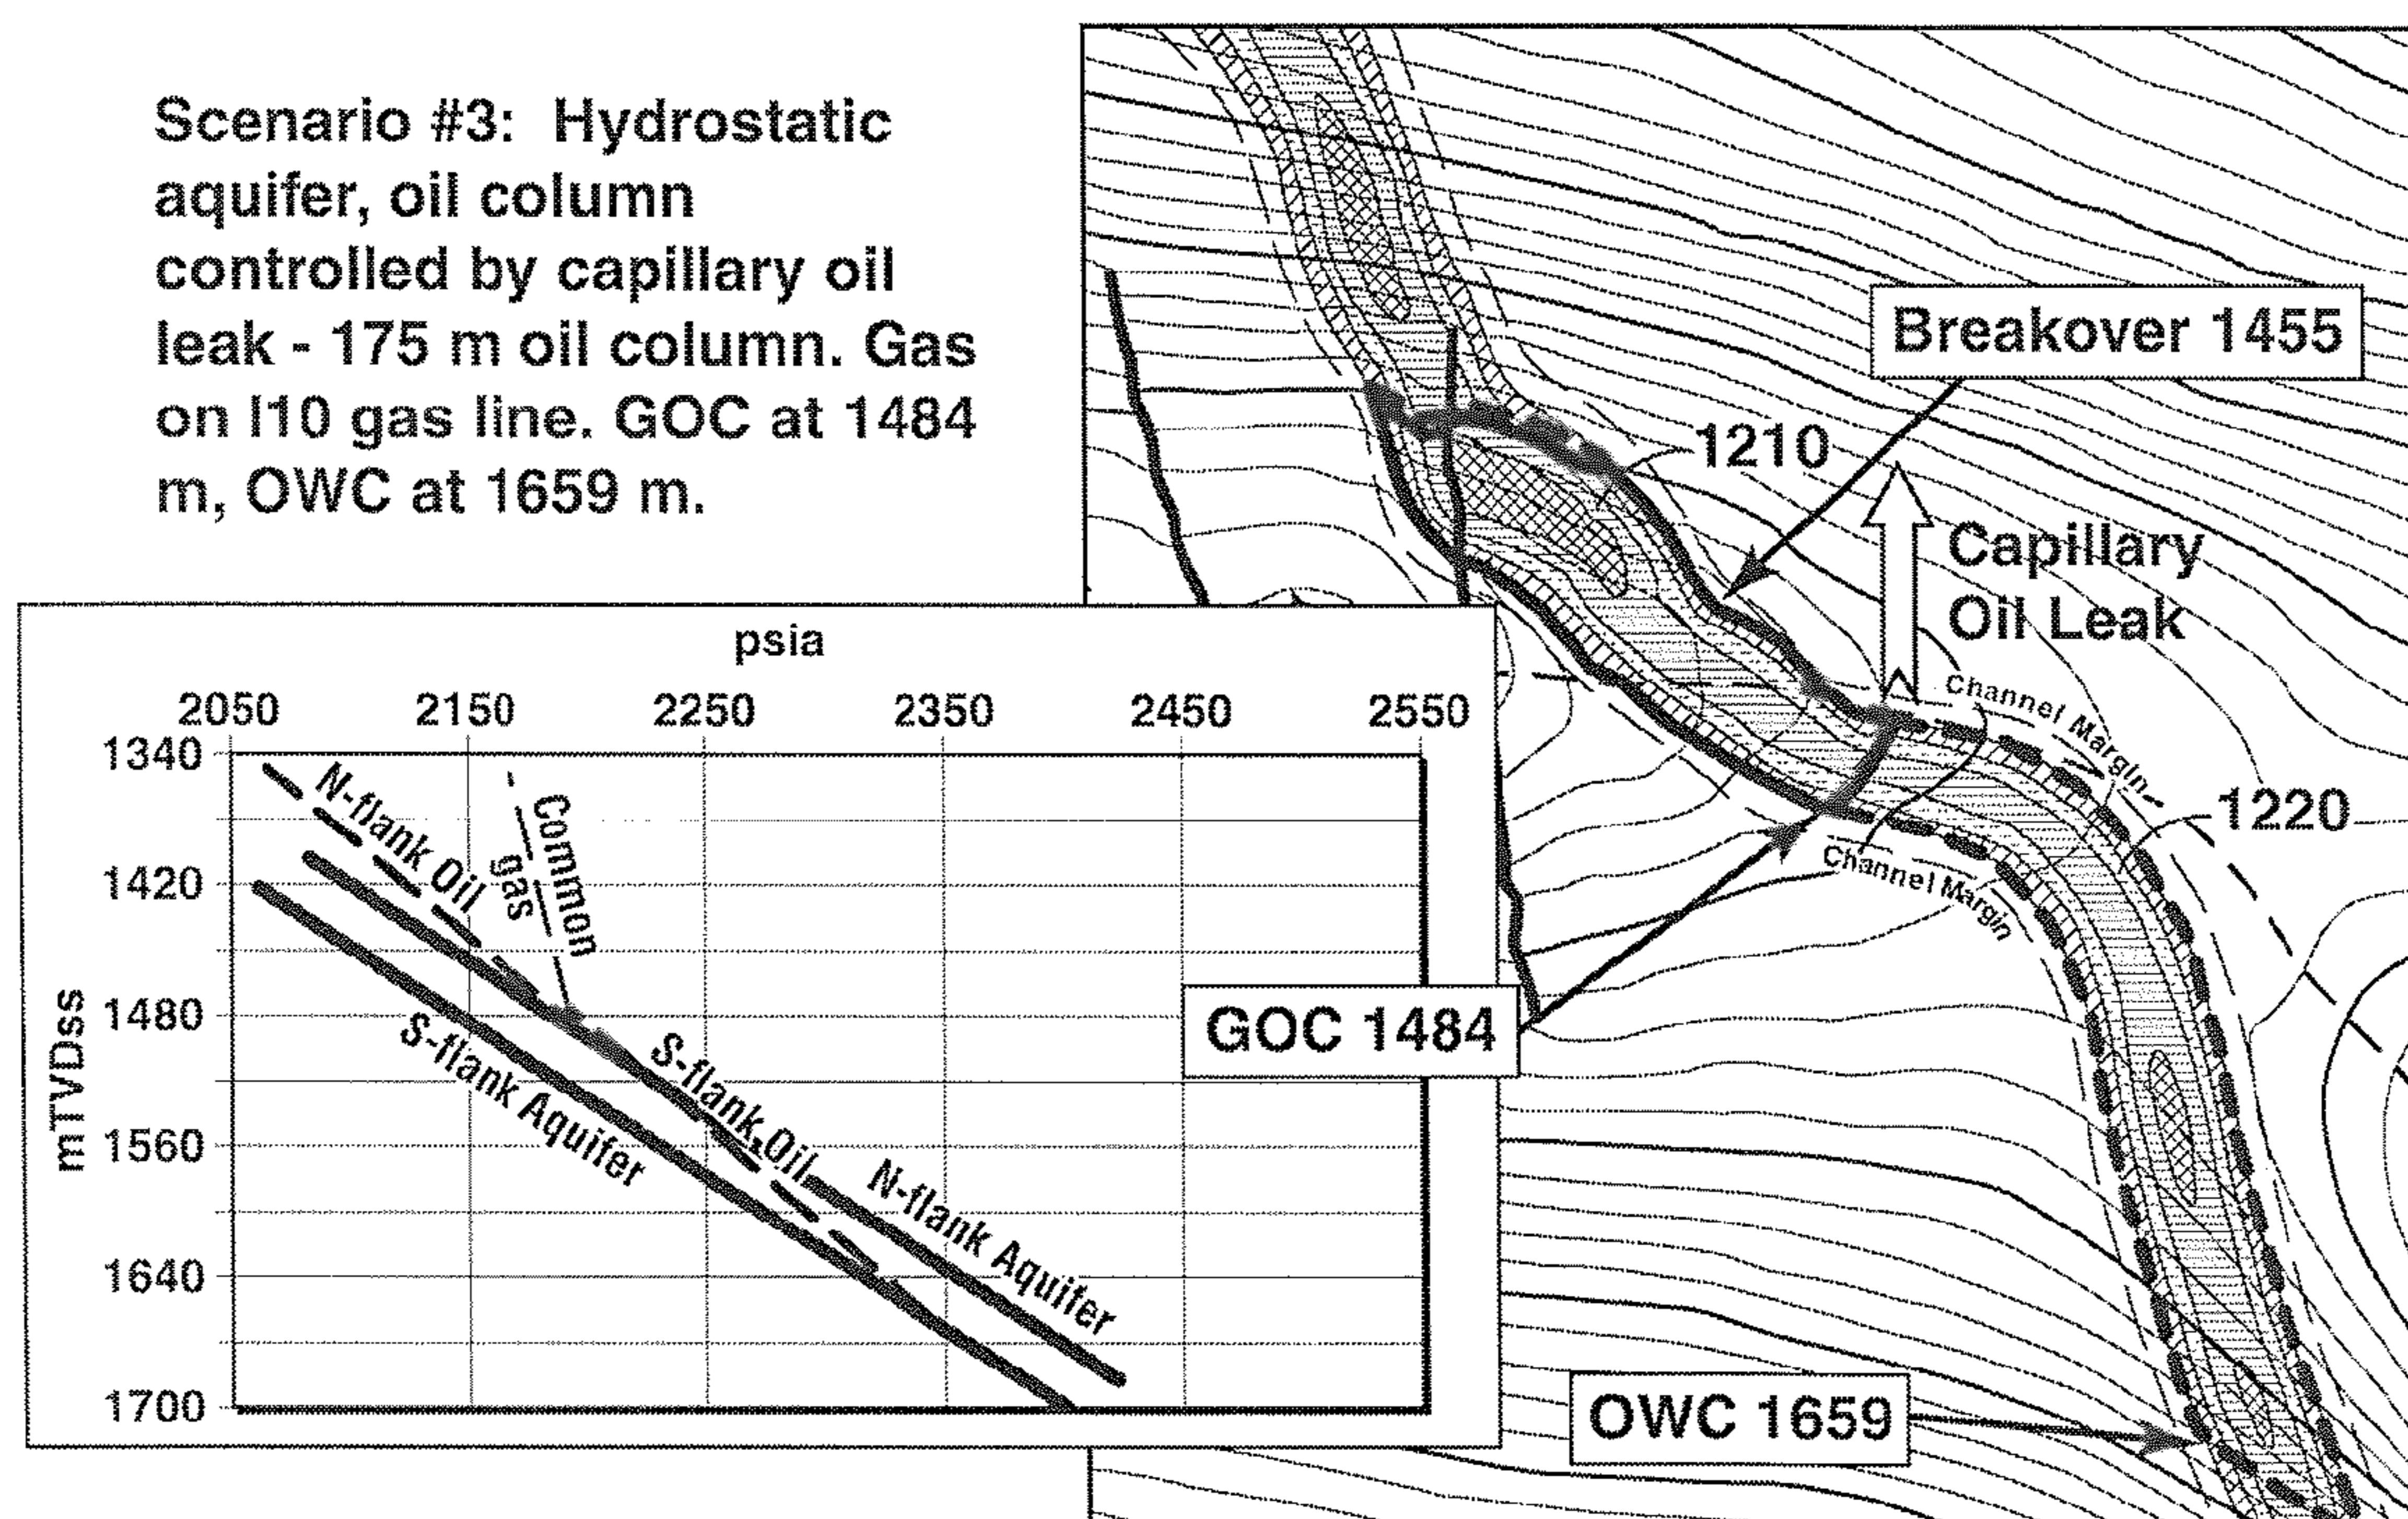 Scenario #3: Hydrostatic
aquifer, oil column
controlled by capillary oil
leak - 175 m oil column. Gas
on I10 gas line. GOC at 1484
m, OWC at 1659 m.
Breakover 1455
1210
Capillary
Oil Leak
Channel Margin
1220
Channel Margin
GOC 1484
OWC 1659
psia
2050 2150 2250 2350 2450 2550
mTVDss
1340
1420
1480
1560
1640
1700
N-flank Oil
Common
gas
S-flank Aquifer
S-flank Oil
N-flank Aquifer